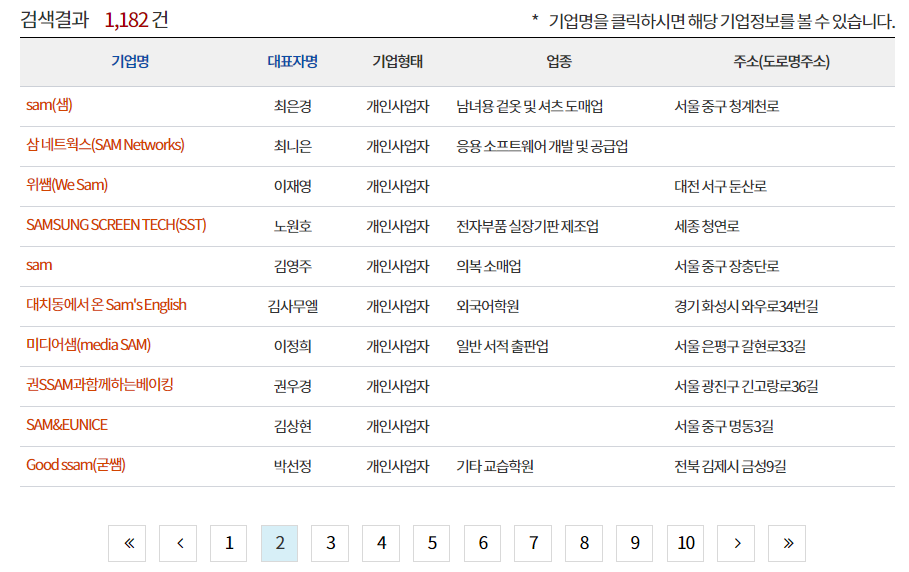 검색결과 1,182 건 * 기업명을 클릭하시면 해당 기업정보를 볼 수 있습니다.
기업명 대표자명 기업형태 업종 주소(도로명주소)
sam(샘) 최은경 개인사업자 남녀용 겉옷 및 셔츠 도매업 서울 중구 청계천로
삼 네트웍스(SAM Networks) 최니은 개인사업자 응용 소프트웨어 개발 및 공급업
위쌤(We Sam) 이재영 개인사업자 대전 서구 둔산로
SAMSUNG SCREEN TECH(SST) 노원호 개인사업자 전자부품 실장기판 제조업 세종 청연로
sam 김영주 개인사업자 의복 소매업 서울 중구 장충단로
대치동에서 온 Sam's English 김사무엘 개인사업자 외국어학원 경기 화성시 와우로34번길
미디어샘(media SAM) 이정희 개인사업자 일반 서적 출판업 서울 은평구 갈현로33길
권SSAM과함께하는베이킹 권우경 개인사업자 서울 광진구 긴고랑로36길
SAM&EUNICE 김상현 개인사업자 서울 중구 명동3길
Good ssam(굳쌤) 박선정 개인사업자 기타 교습학원 전북 김제시 금성9길
« ‹ 1 2 3 4 5 6 7 8 9 10 › »